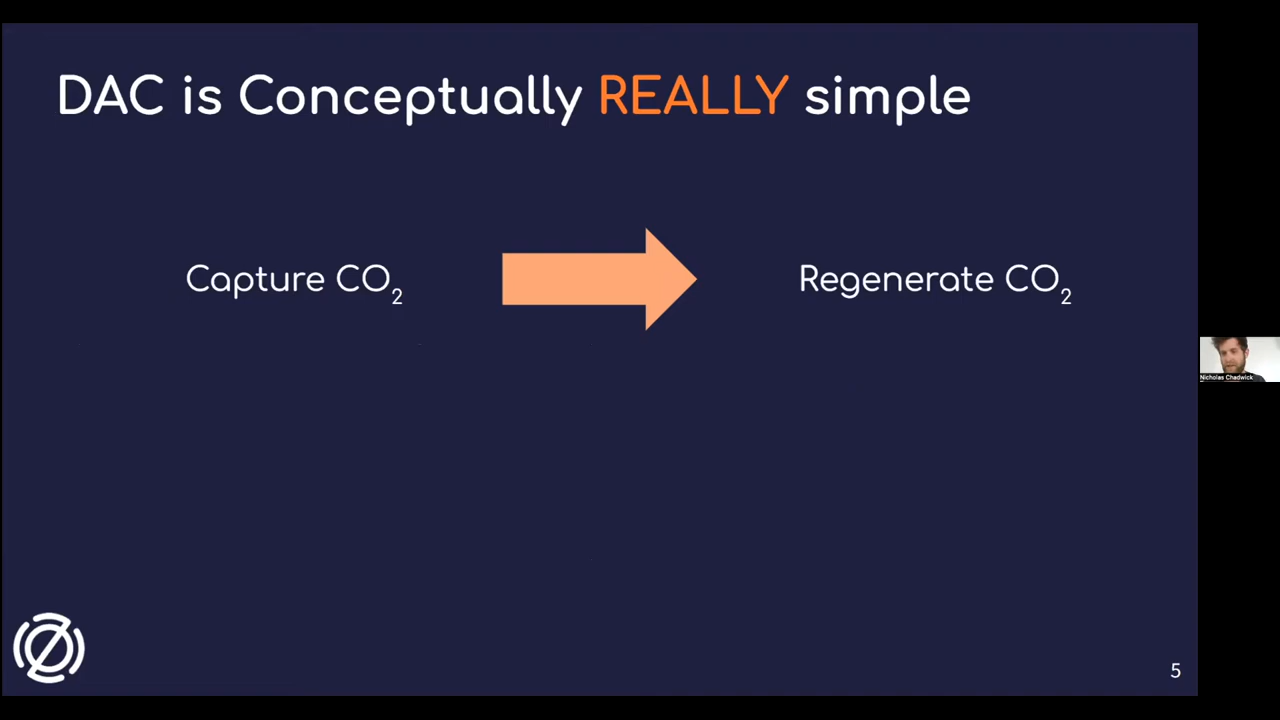 DAC is Conceptually REALLY simple
Capture CO₂
Regenerate CO₂
Nicholas Chadwick
5